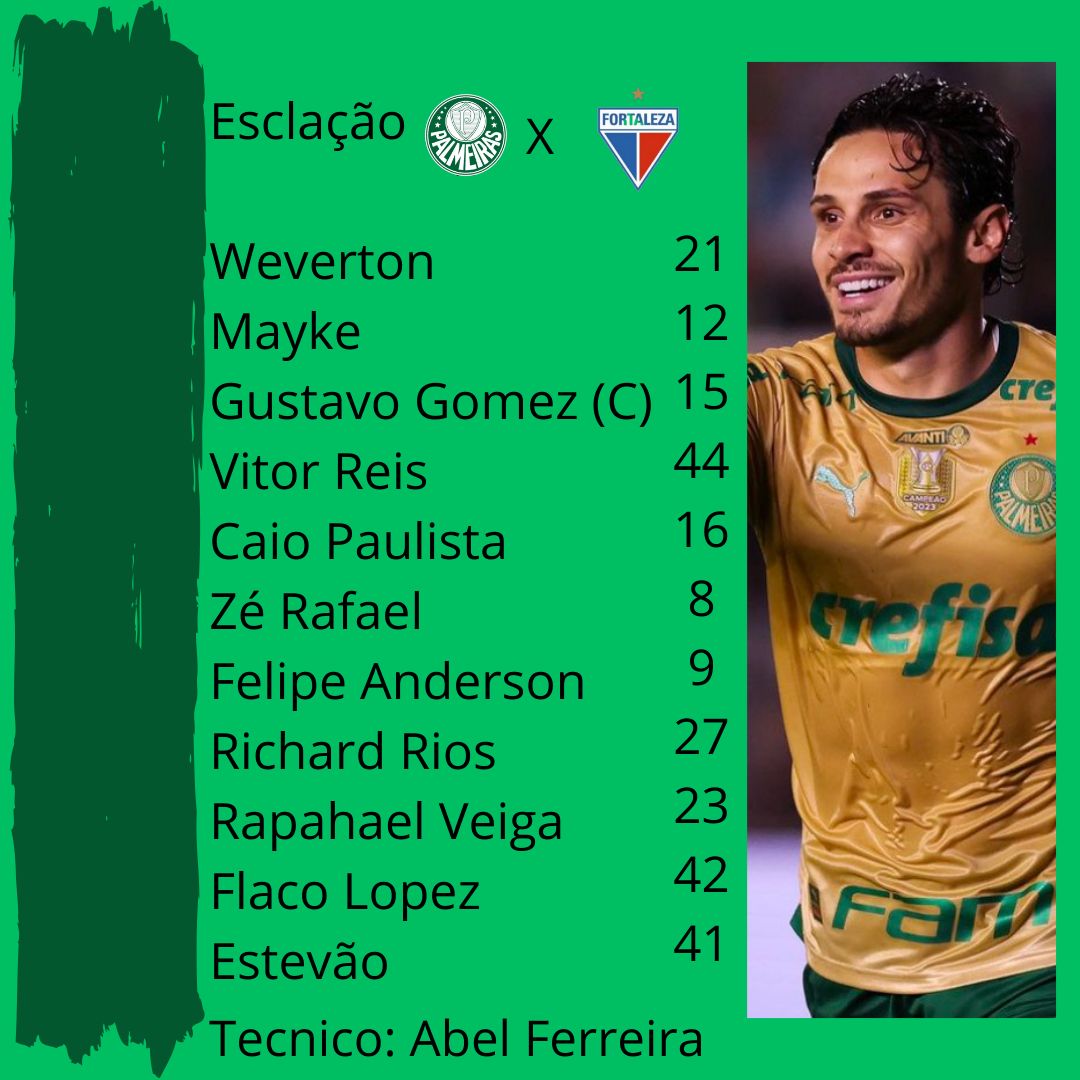 Esclação PALMEIRAS X FORTALEZA
Weverton 21
Mayke 12
Gustavo Gomez (C) 15
Vitor Reis 44
Caio Paulista 16
Zé Rafael 8
Felipe Anderson 9
Richard Rios 27
Rapahael Veiga 23
Flaco Lopez 42
Estevão 41
Tecnico: Abel Ferreira
cre
AVANTI
CAMPEÃO
2023
PALMEIR
crefisa
Fam